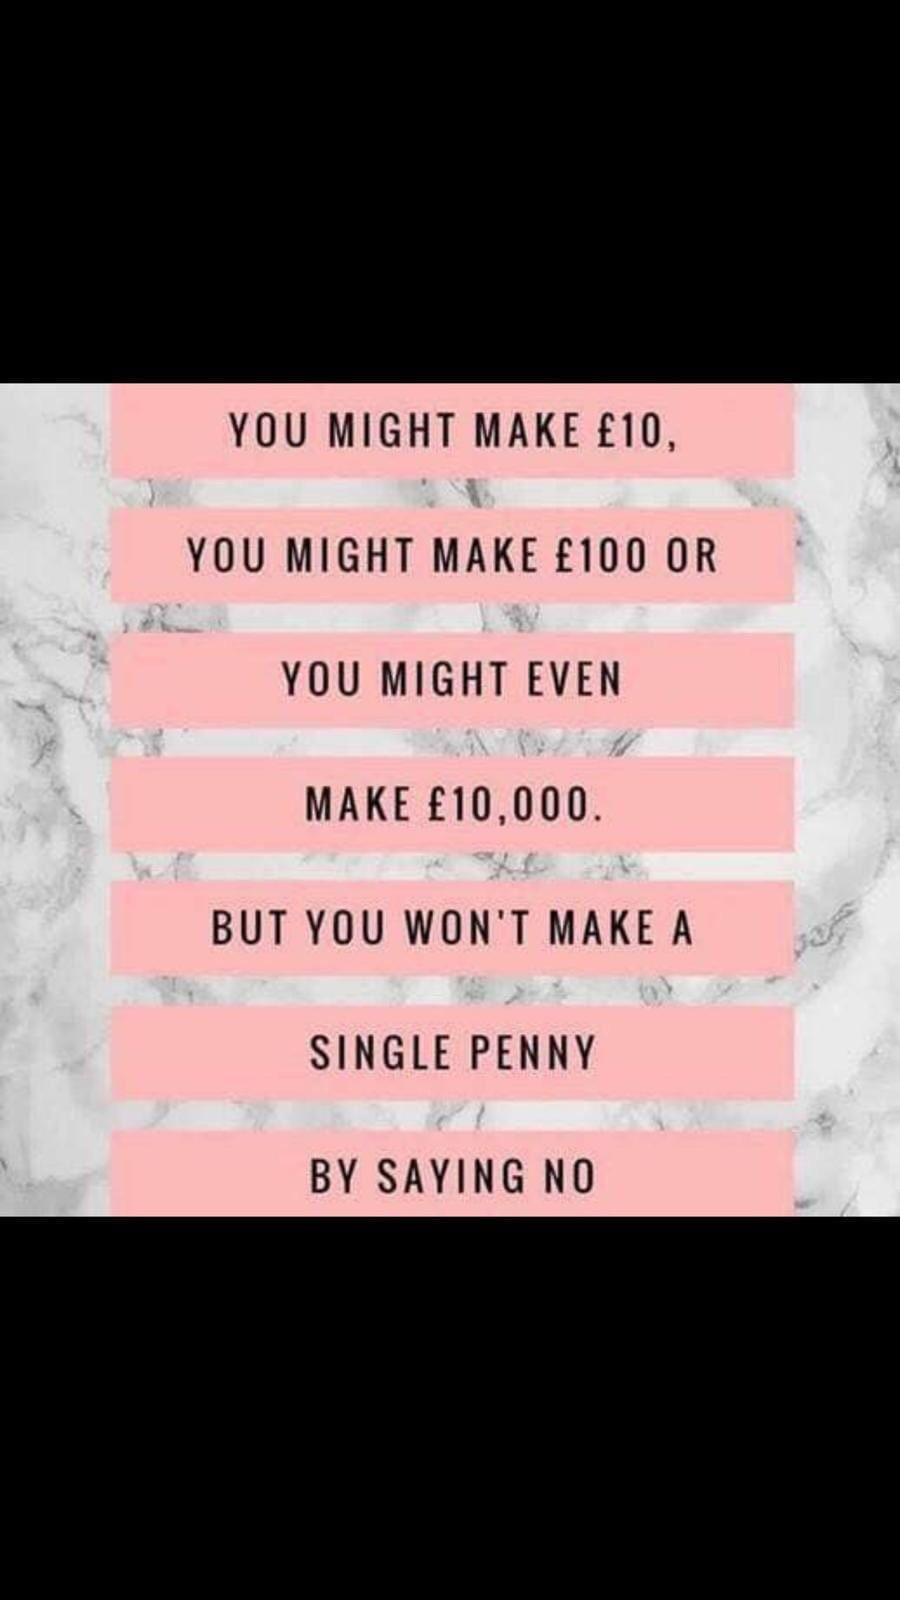 YOU MIGHT MAKE £10,
YOU MIGHT MAKE £100 OR
YOU MIGHT EVEN
MAKE £10,000.
BUT YOU WON'T MAKE A
SINGLE PENNY
BY SAYING NO